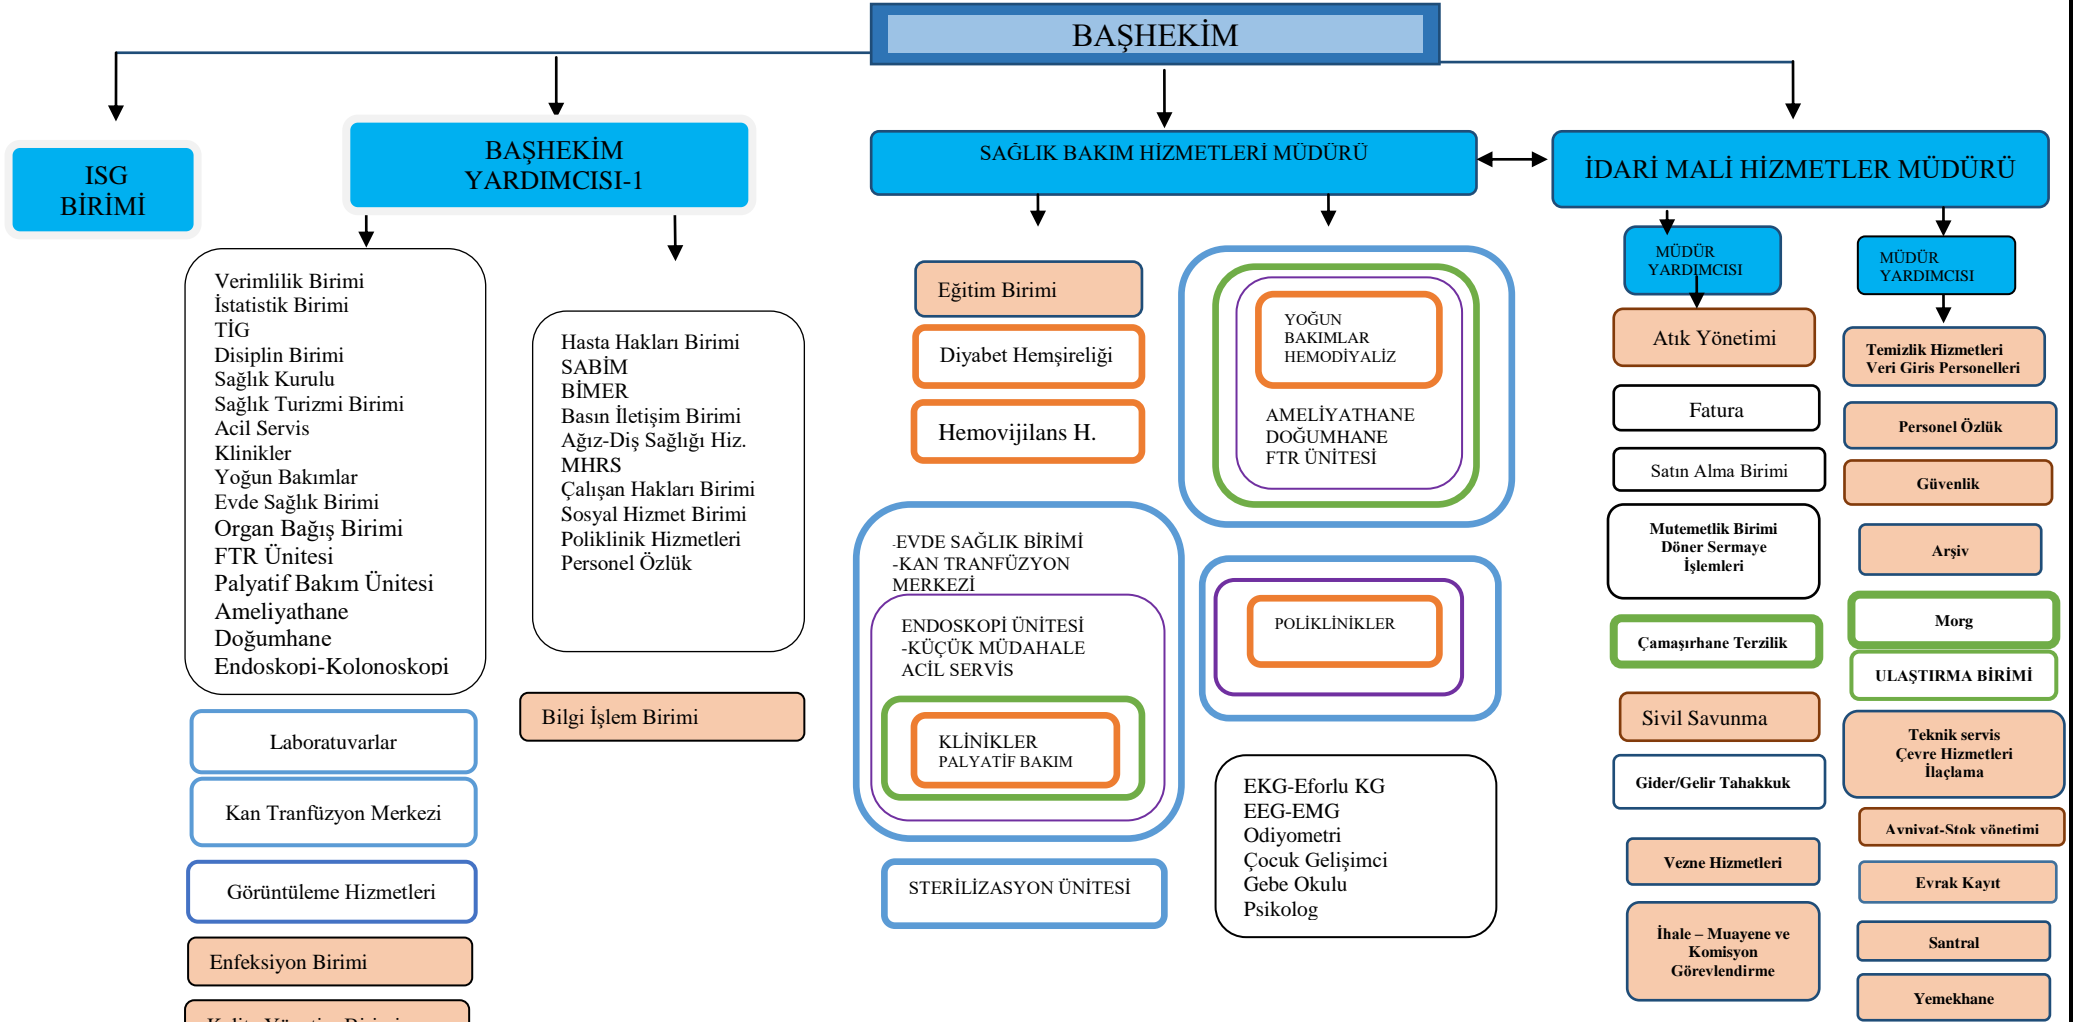 BAŞHEKİM
ISG
BİRİMİ
BAŞHEKİM
YARDIMCISI-1
SAĞLIK BAKIM HİZMETLERİ MÜDÜRÜ
İDARİ MALİ HİZMETLER MÜDÜRÜ
Verimlilik Birimi
İstatistik Birimi
TİG
Disiplin Birimi
Sağlık Kurulu
Sağlık Turizmi Birimi
Acil Servis
Klinikler
Yoğun Bakımlar
Evde Sağlık Birimi
Organ Bağış Birimi
FTR Ünitesi
Palyatif Bakım Ünitesi
Ameliyathane
Doğumhane
Endoskopi-Kolonoskopi
Laboratuvarlar
Kan Tranfüzyon Merkezi
Görüntüleme Hizmetleri
Enfeksiyon Birimi
Hasta Hakları Birimi
SABİM
BİMER
Basın İletişim Birimi
Ağız-Diş Sağlığı Hiz.
MHRS
Çalışan Hakları Birimi
Sosyal Hizmet Birimi
Poliklinik Hizmetleri
Personel Özlük
Bilgi İşlem Birimi
Eğitim Birimi
Diyabet Hemşireliği
Hemovijilans H.
-EVDE SAĞLIK BİRİMİ
-KAN TRANFÜZYON
MERKEZİ
ENDOSKOPİ ÜNİTESİ
-KÜÇÜK MÜDAHALE
ACİL SERVİS
KLİNİKLER
PALYATİF BAKIM
STERİLİZASYON ÜNİTESİ
YOĞUN
BAKIMLAR
HEMODİYALİZ
AMELİYATHANE
DOĞUMHANE
FTR ÜNİTESİ
POLİKLİNİKLER
EKG-Eforlu KG
EEG-EMG
Odiyometri
Çocuk Gelişimci
Gebe Okulu
Psikolog
MÜDÜR
YARDIMCISI
Atık Yönetimi
Fatura
Satın Alma Birimi
Mutemetlik Birimi
Döner Sermaye
İşlemleri
Çamaşırhane Terzilik
Sivil Savunma
Gider/Gelir Tahakkuk
Vezne Hizmetleri
İhale – Muayene ve
Komisyon
Görevlendirme
MÜDÜR
YARDIMCISI
Temizlik Hizmetleri
Veri Giris Personelleri
Personel Özlük
Güvenlik
Arşiv
Morg
ULAŞTIRMA BİRİMİ
Teknik servis
Çevre Hizmetleri
İlaçlama
Ayniyat-Stok yönetimi
Evrak Kayıt
Santral
Yemekhane